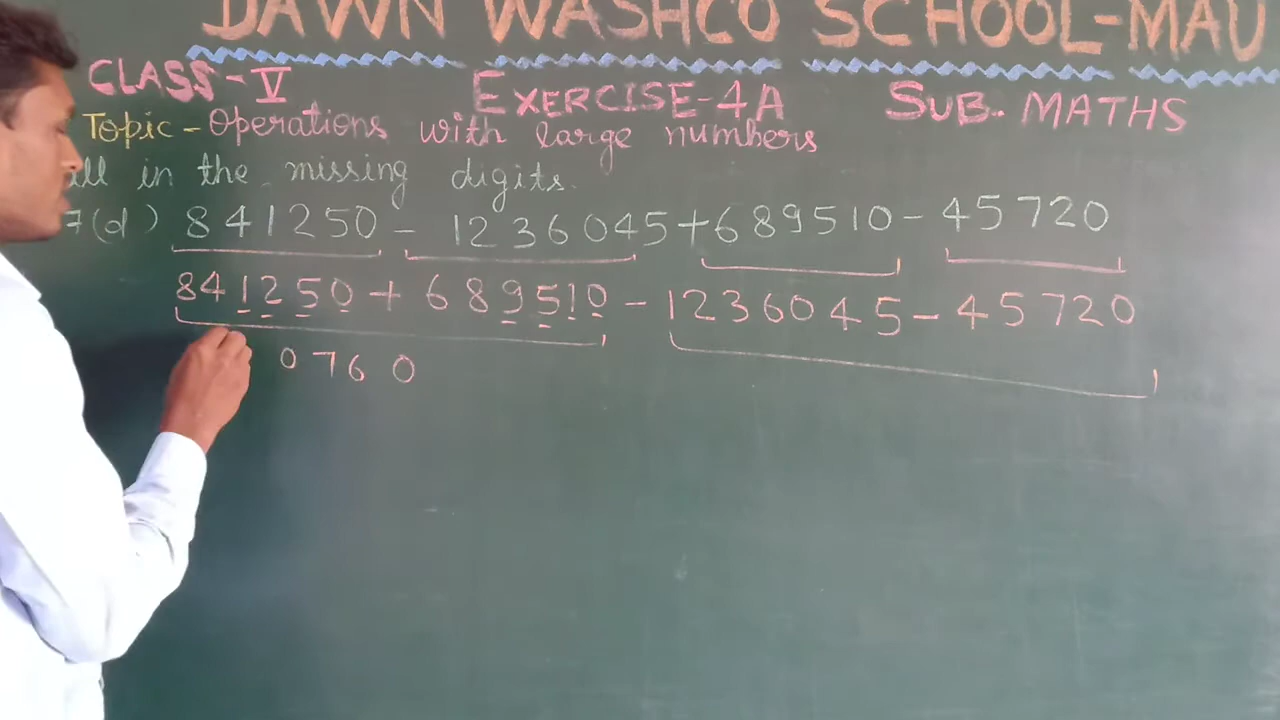 DAWN WASHCO SCHOOL-MAU
CLASS-V EXERCISE-4A SUB. MATHS
Topic - Operations with large numbers
ill in the missing digits.
7(d) 841250 - 1236045 + 689510 - 45720
841250 + 689510 - 1236045 - 45720
0760